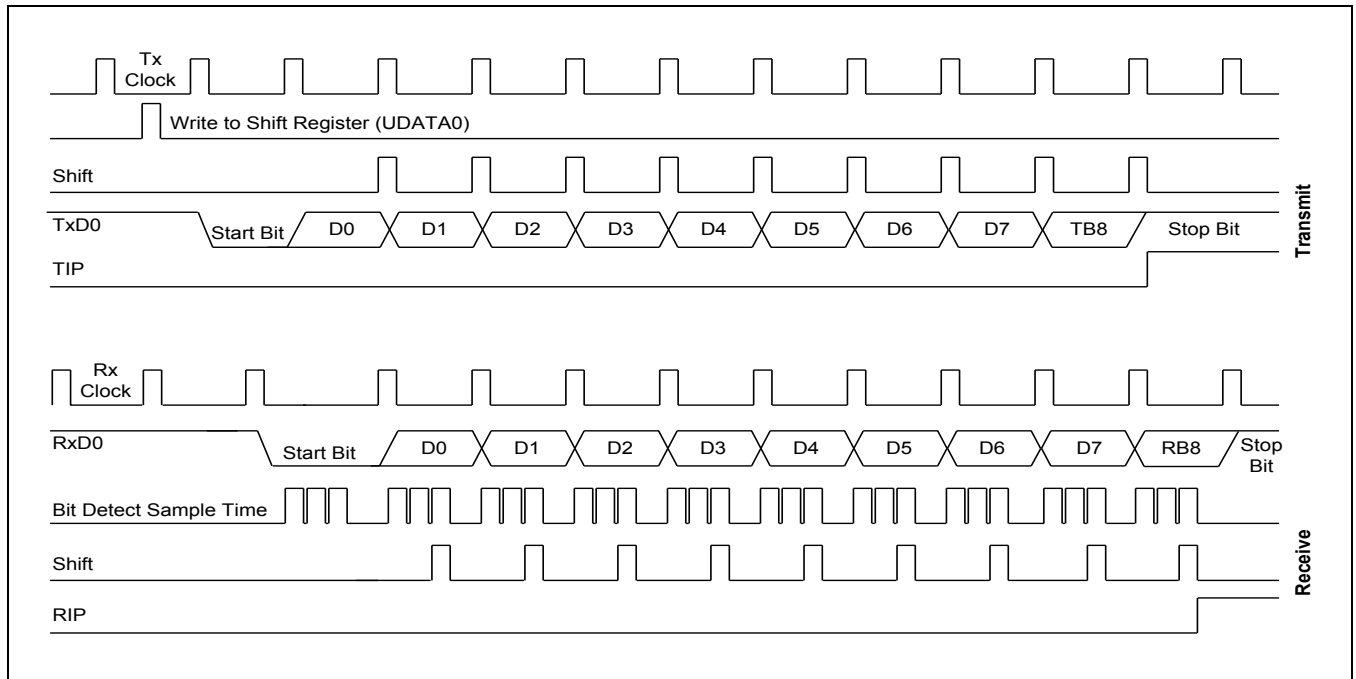 Tx
Clock
Write to Shift Register (UDATA0)
Shift
TxD0
Start Bit
D0
D1
D2
D3
D4
D5
D6
D7
TB8
Stop Bit
TIP
Transmit
Rx
Clock
RxD0
Start Bit
D0
D1
D2
D3
D4
D5
D6
D7
RB8
Stop
Bit
Bit Detect Sample Time
Shift
RIP
Receive